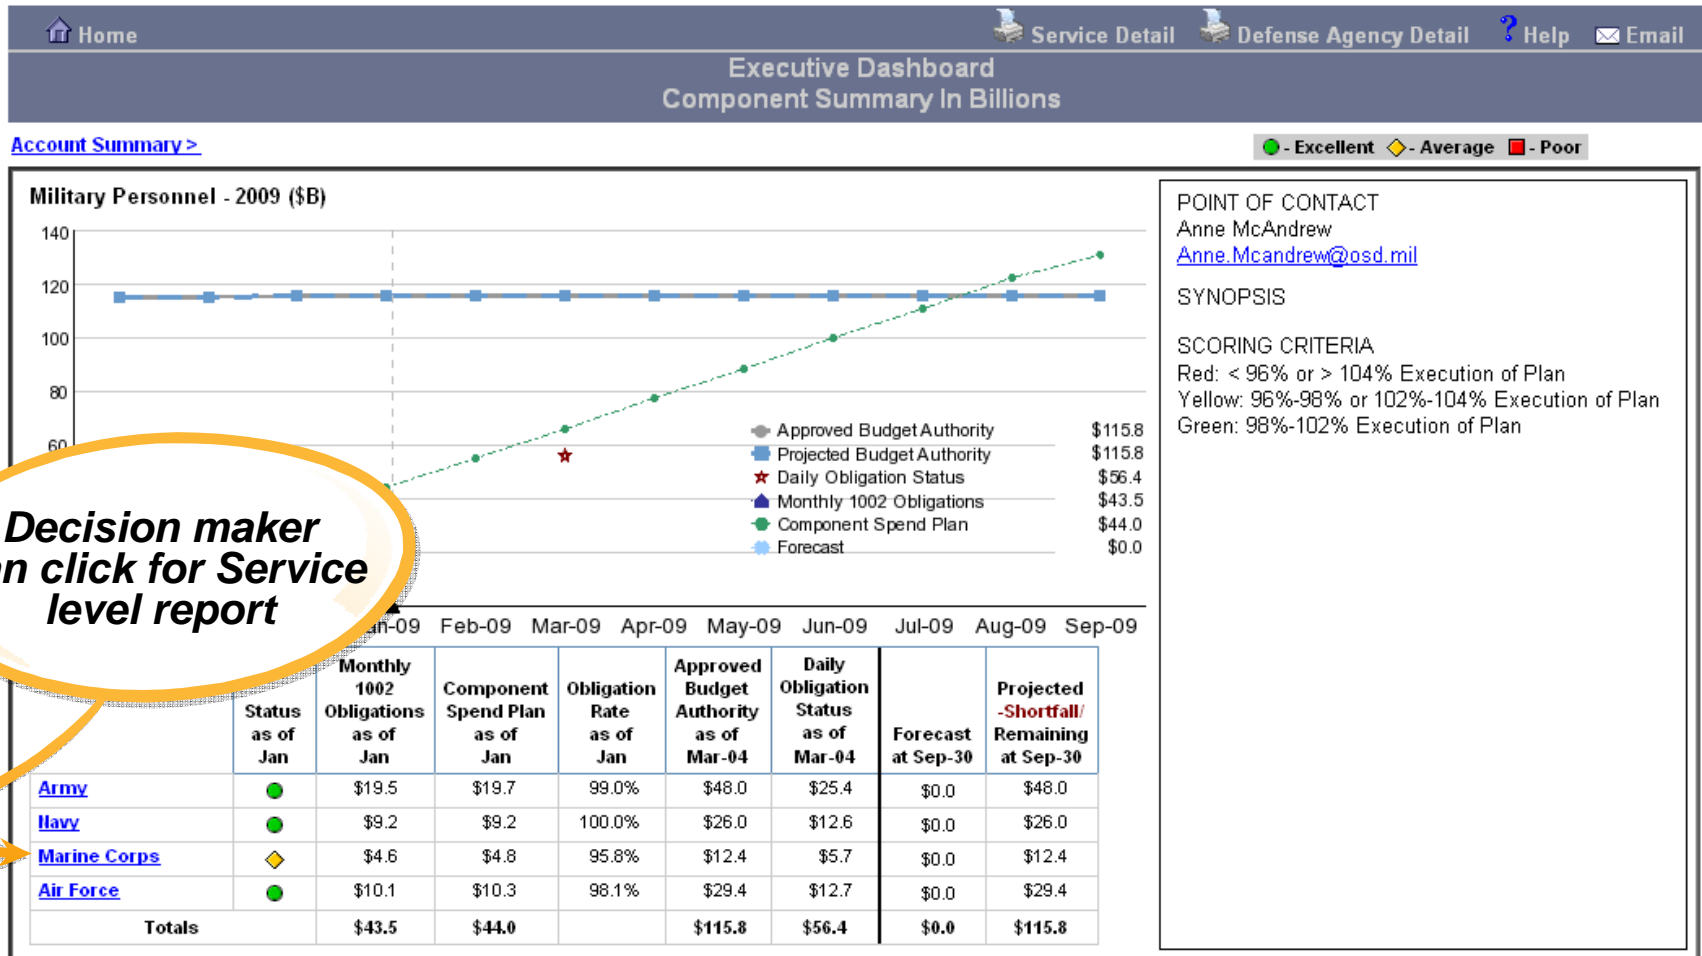 Home
Service Detail
Defense Agency Detail
? Help
Email
Executive Dashboard
Component Summary In Billions
Account Summary >
- Excellent
- Average
- Poor
Military Personnel - 2009 ($B)
140
120
100
80
60
Approved Budget Authority $115.8
Projected Budget Authority $115.8
Daily Obligation Status $56.4
Monthly 1002 Obligations $43.5
Component Spend Plan $44.0
Forecast $0.0
Feb-09 Mar-09 Apr-09 May-09 Jun-09 Jul-09 Aug-09 Sep-09
POINT OF CONTACT
Anne McAndrew
Anne.Mcandrew@osd.mil
SYNOPSIS
SCORING CRITERIA
Red: < 96% or > 104% Execution of Plan
Yellow: 96%-98% or 102%-104% Execution of Plan
Green: 98%-102% Execution of Plan
Decision maker
click for Service
level report
Status
as of
Jan
Monthly
1002
Obligations
as of
Jan
Component
Spend Plan
as of
Jan
Obligation
Rate
as of
Jan
Approved
Budget
Authority
as of
Mar-04
Daily
Obligation
Status
as of
Mar-04
Forecast
at Sep-30
Projected
-Shortfall/
Remaining
at Sep-30
Army $19.5 $19.7 99.0% $48.0 $25.4 $0.0 $48.0
Navy $9.2 $9.2 100.0% $26.0 $12.6 $0.0 $26.0
Marine Corps $4.6 $4.8 95.8% $12.4 $5.7 $0.0 $12.4
Air Force $10.1 $10.3 98.1% $29.4 $12.7 $0.0 $29.4
Totals $43.5 $44.0 $115.8 $56.4 $0.0 $115.8